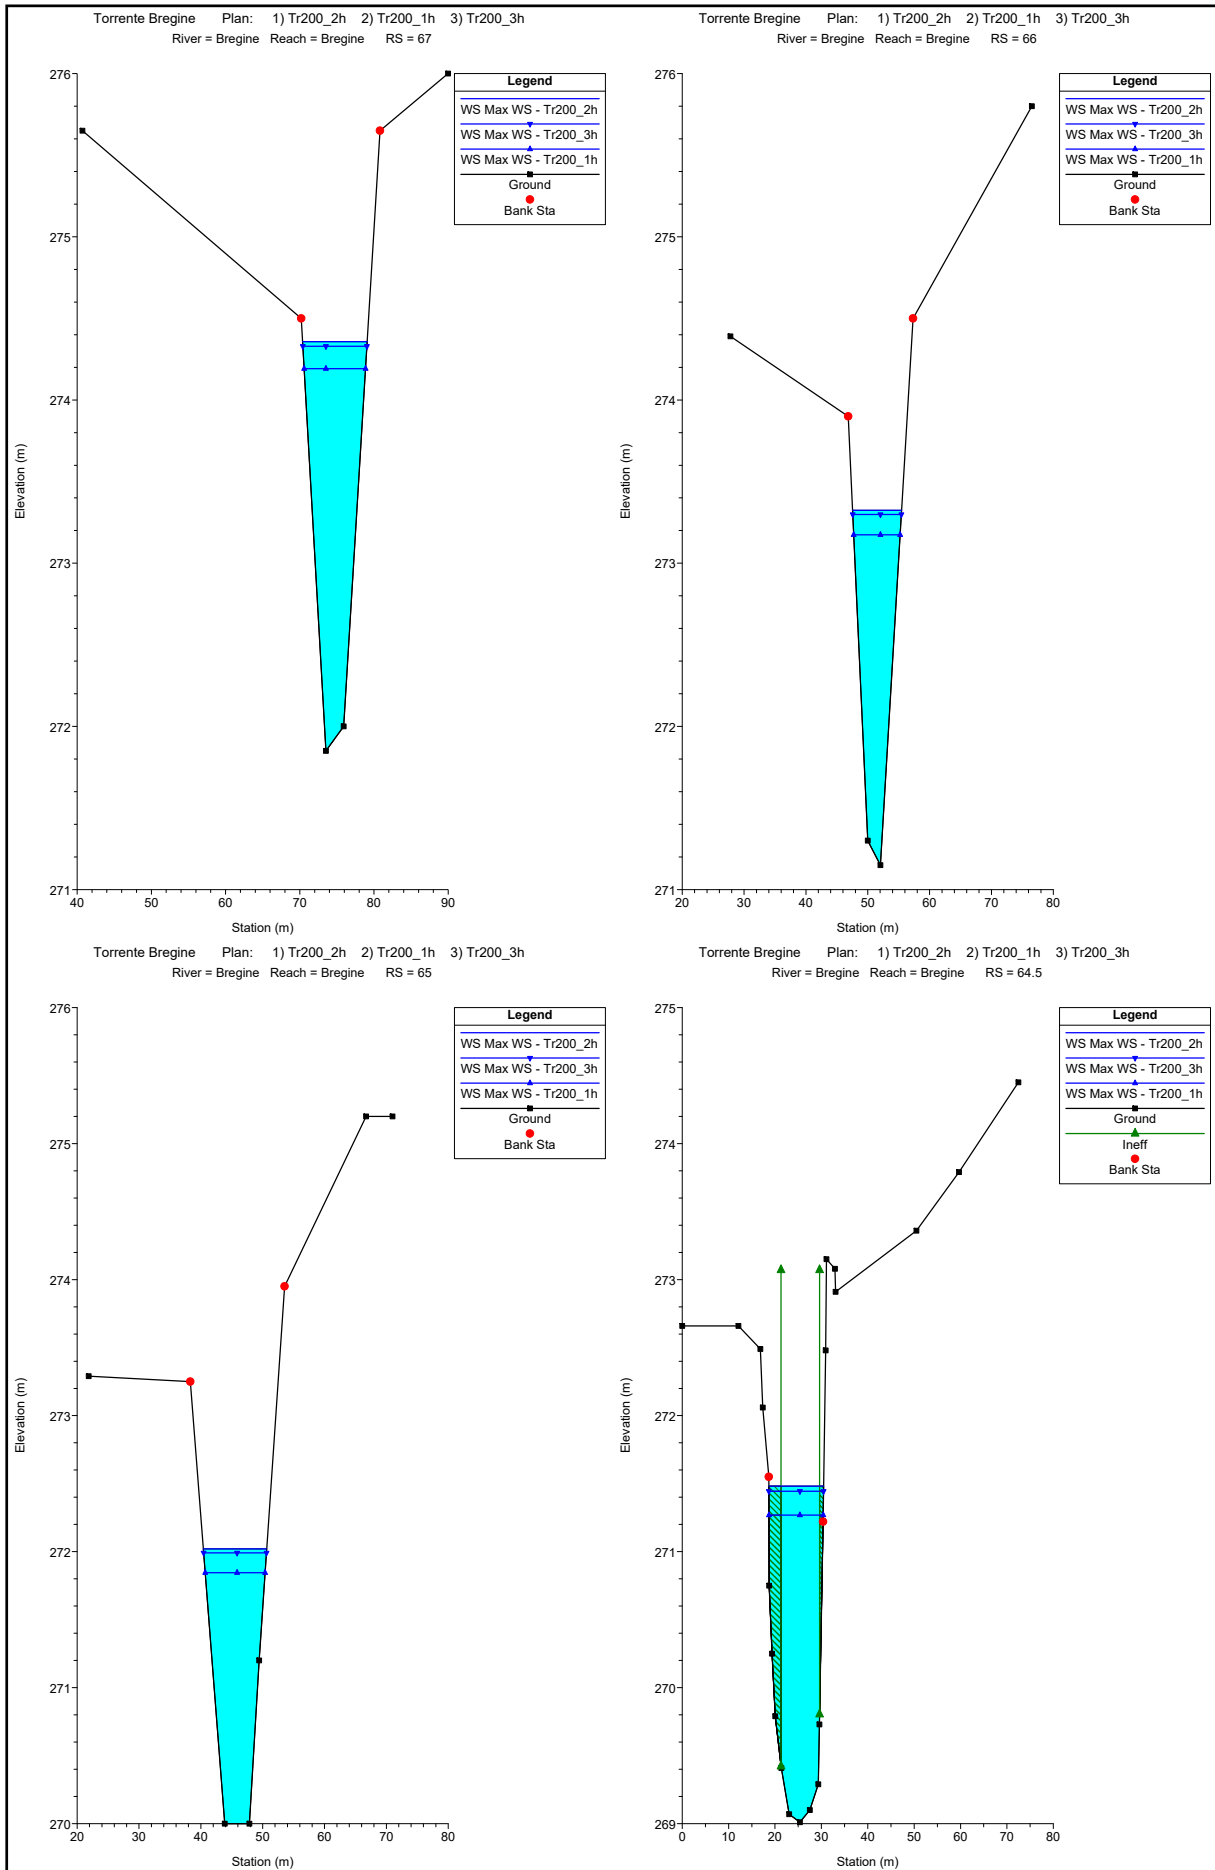 Torrente Bregine Plan: 1) Tr200_2h 2) Tr200_1h 3) Tr200_3h
River = Bregine Reach = Bregine RS = 67
276
275
274
273
272
271
Elevation (m)
40 50 60 70 80 90
Station (m)
Legend
WS Max WS - Tr200_2h
WS Max WS - Tr200_3h
WS Max WS - Tr200_1h
Ground
Bank Sta
Torrente Bregine Plan: 1) Tr200_2h 2) Tr200_1h 3) Tr200_3h
River = Bregine Reach = Bregine RS = 66
276
275
274
273
272
271
Elevation (m)
20 30 40 50 60 70 80
Station (m)
Legend
WS Max WS - Tr200_2h
WS Max WS - Tr200_3h
WS Max WS - Tr200_1h
Ground
Bank Sta
Torrente Bregine Plan: 1) Tr200_2h 2) Tr200_1h 3) Tr200_3h
River = Bregine Reach = Bregine RS = 65
276
275
274
273
272
271
270
Elevation (m)
20 30 40 50 60 70 80
Station (m)
Legend
WS Max WS - Tr200_2h
WS Max WS - Tr200_3h
WS Max WS - Tr200_1h
Ground
Bank Sta
Torrente Bregine Plan: 1) Tr200_2h 2) Tr200_1h 3) Tr200_3h
River = Bregine Reach = Bregine RS = 64.5
275
274
273
272
271
270
269
Elevation (m)
0 10 20 30 40 50 60 70 80
Station (m)
Legend
WS Max WS - Tr200_2h
WS Max WS - Tr200_3h
WS Max WS - Tr200_1h
Ground
Ineff
Bank Sta